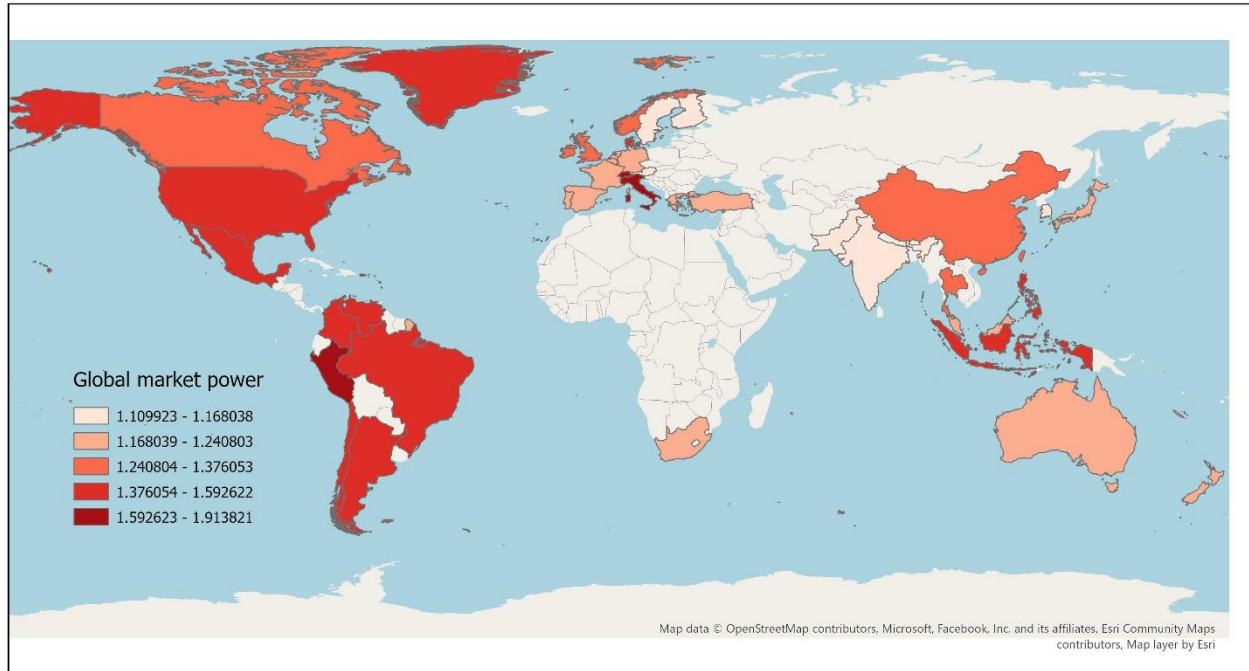 Global market power
1.109923 - 1.168038
1.168039 - 1.240803
1.240804 - 1.376053
1.376054 - 1.592622
1.592623 - 1.913821
Map data © OpenStreetMap contributors, Microsoft, Facebook, Inc. and its affiliates, Esri Community Maps
contributors, Map layer by Esri